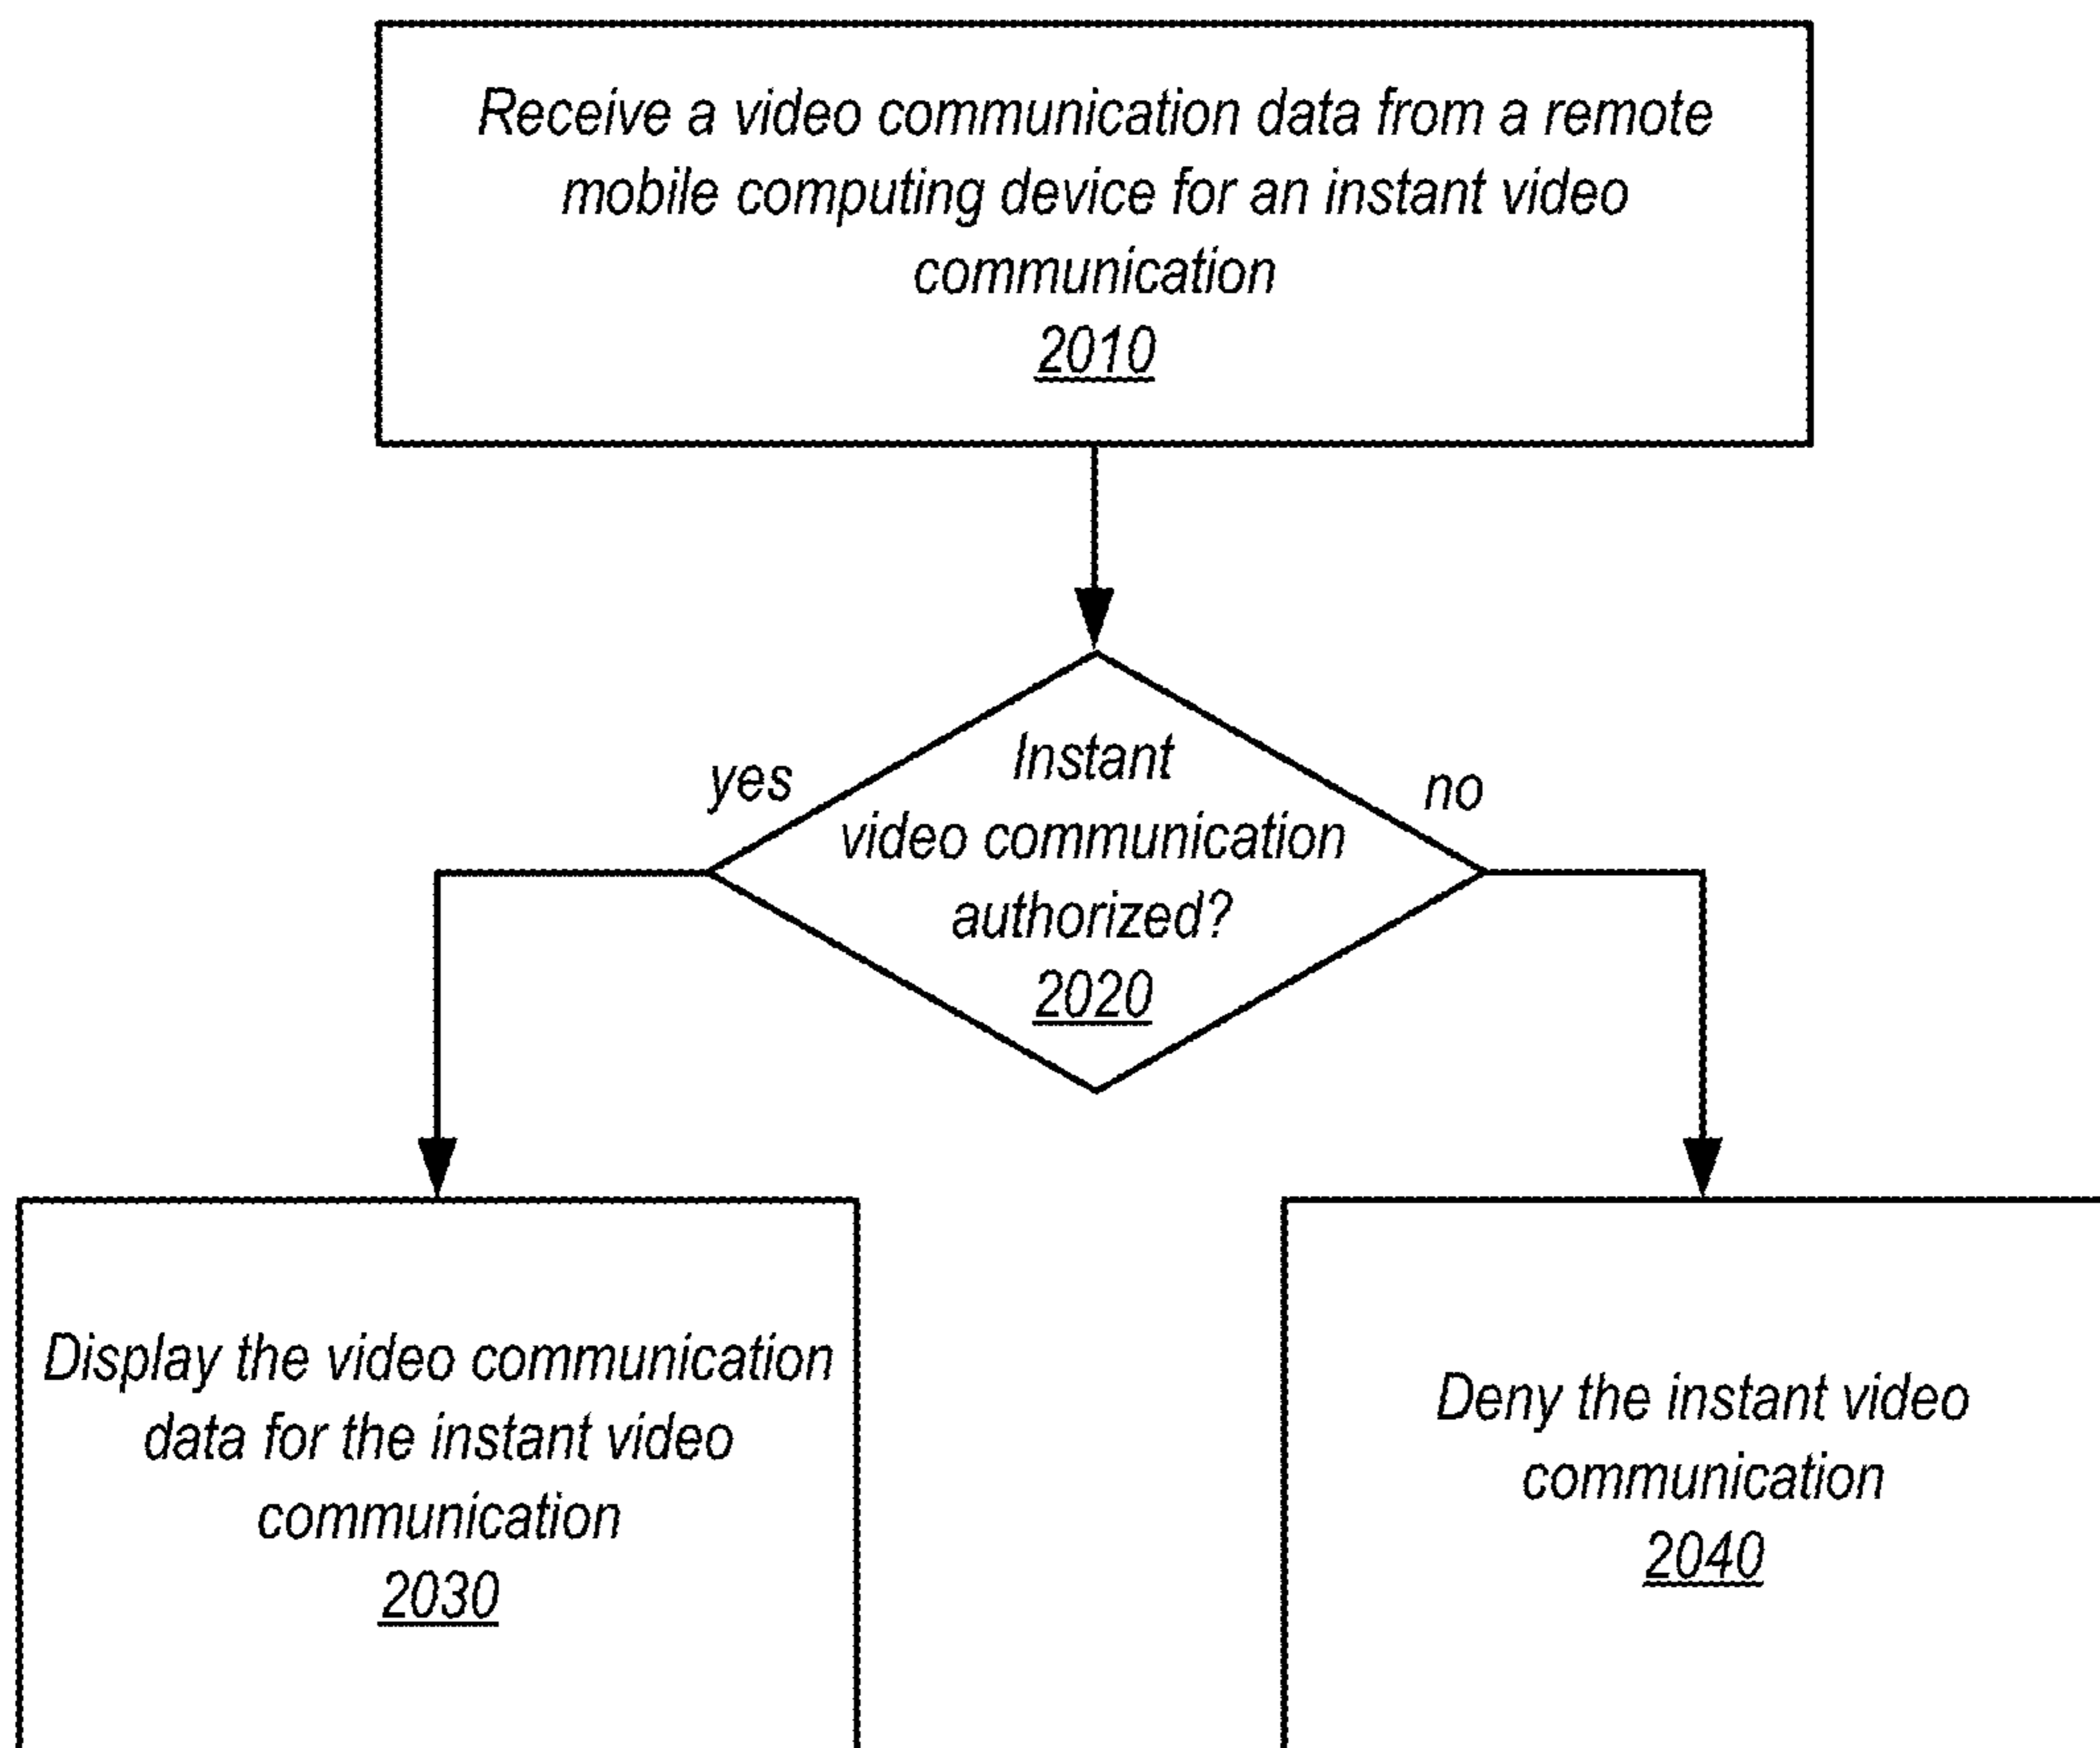 Receive a video communication data from a remote
mobile computing device for an instant video
communication
2010
yes
Instant
video communication
authorized?
2020
no
Display the video communication
data for the instant video
communication
2030
Deny the instant video
communication
2040